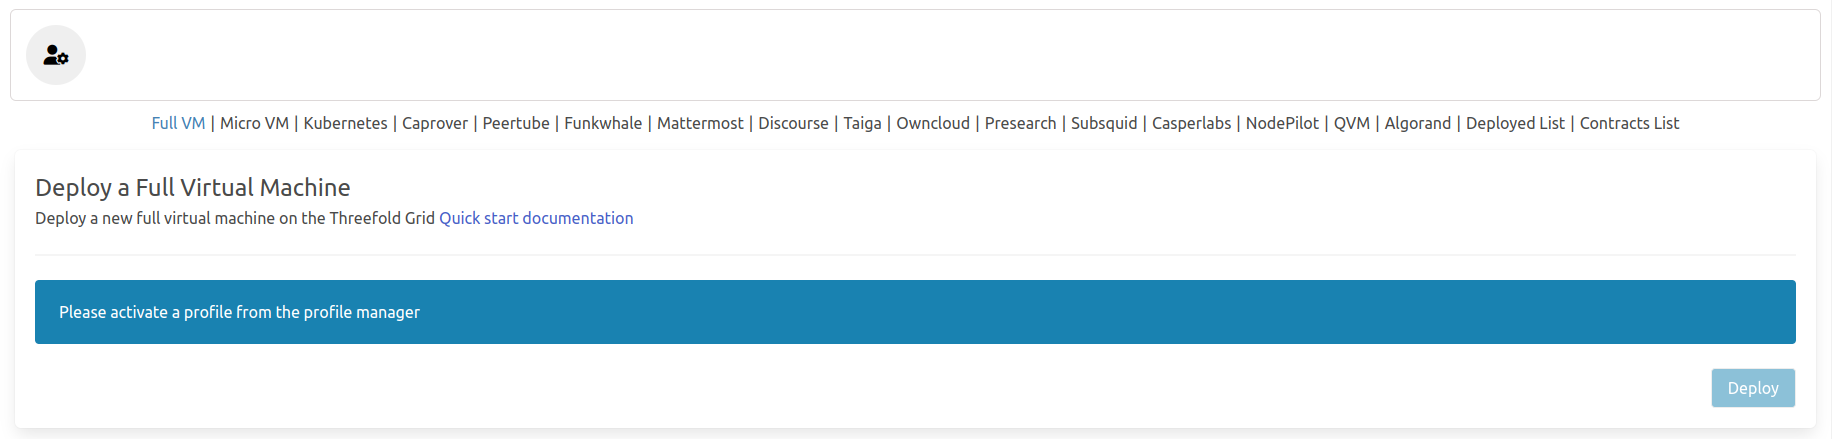 Full VM | Micro VM | Kubernetes | Caprover | Peertube | Funkwhale | Mattermost | Discourse | Taiga | Owncloud | Presearch | Subsquid | Casperlabs | NodePilot | QVM | Algorand | Deployed List | Contracts List
Deploy a Full Virtual Machine
Deploy a new full virtual machine on the Threefold Grid Quick start documentation
Please activate a profile from the profile manager
Deploy